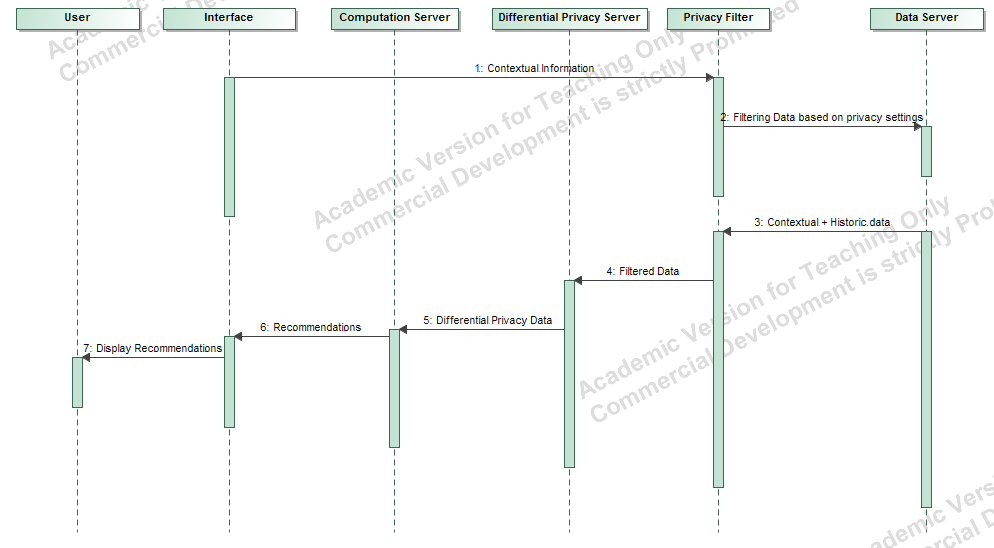 User
Interface
Computation Server
Differential Privacy Server
Privacy Filter
Data Server
1: Contextual Information
2: Filtering Data based on privacy settings
3: Contextual + Historic data
4: Filtered Data
5: Differential Privacy Data
6: Recommendations
7: Display Recommendations
Academic Version for Teaching Only
Commercial Development is strictly Prohibited
Academic Version for Teaching Only
Commercial Development is strictly